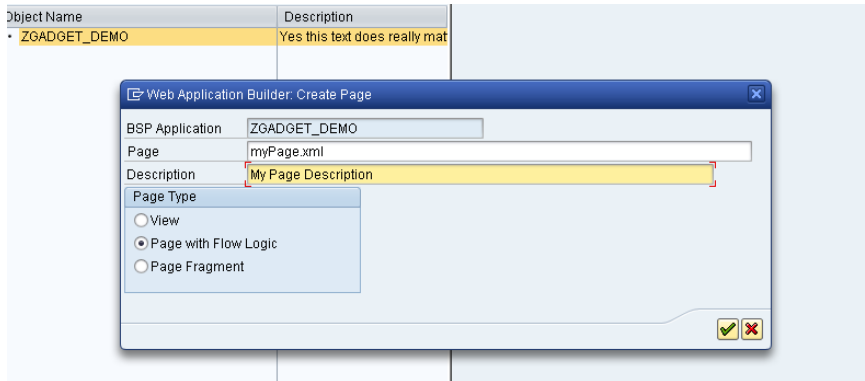 Object Name Description
ZGADGET_DEMO Yes this text does really mat
Web Application Builder: Create Page
BSP Application ZGADGET_DEMO
Page myPage.xml
Description My Page Description
Page Type
View
Page with Flow Logic
Page Fragment